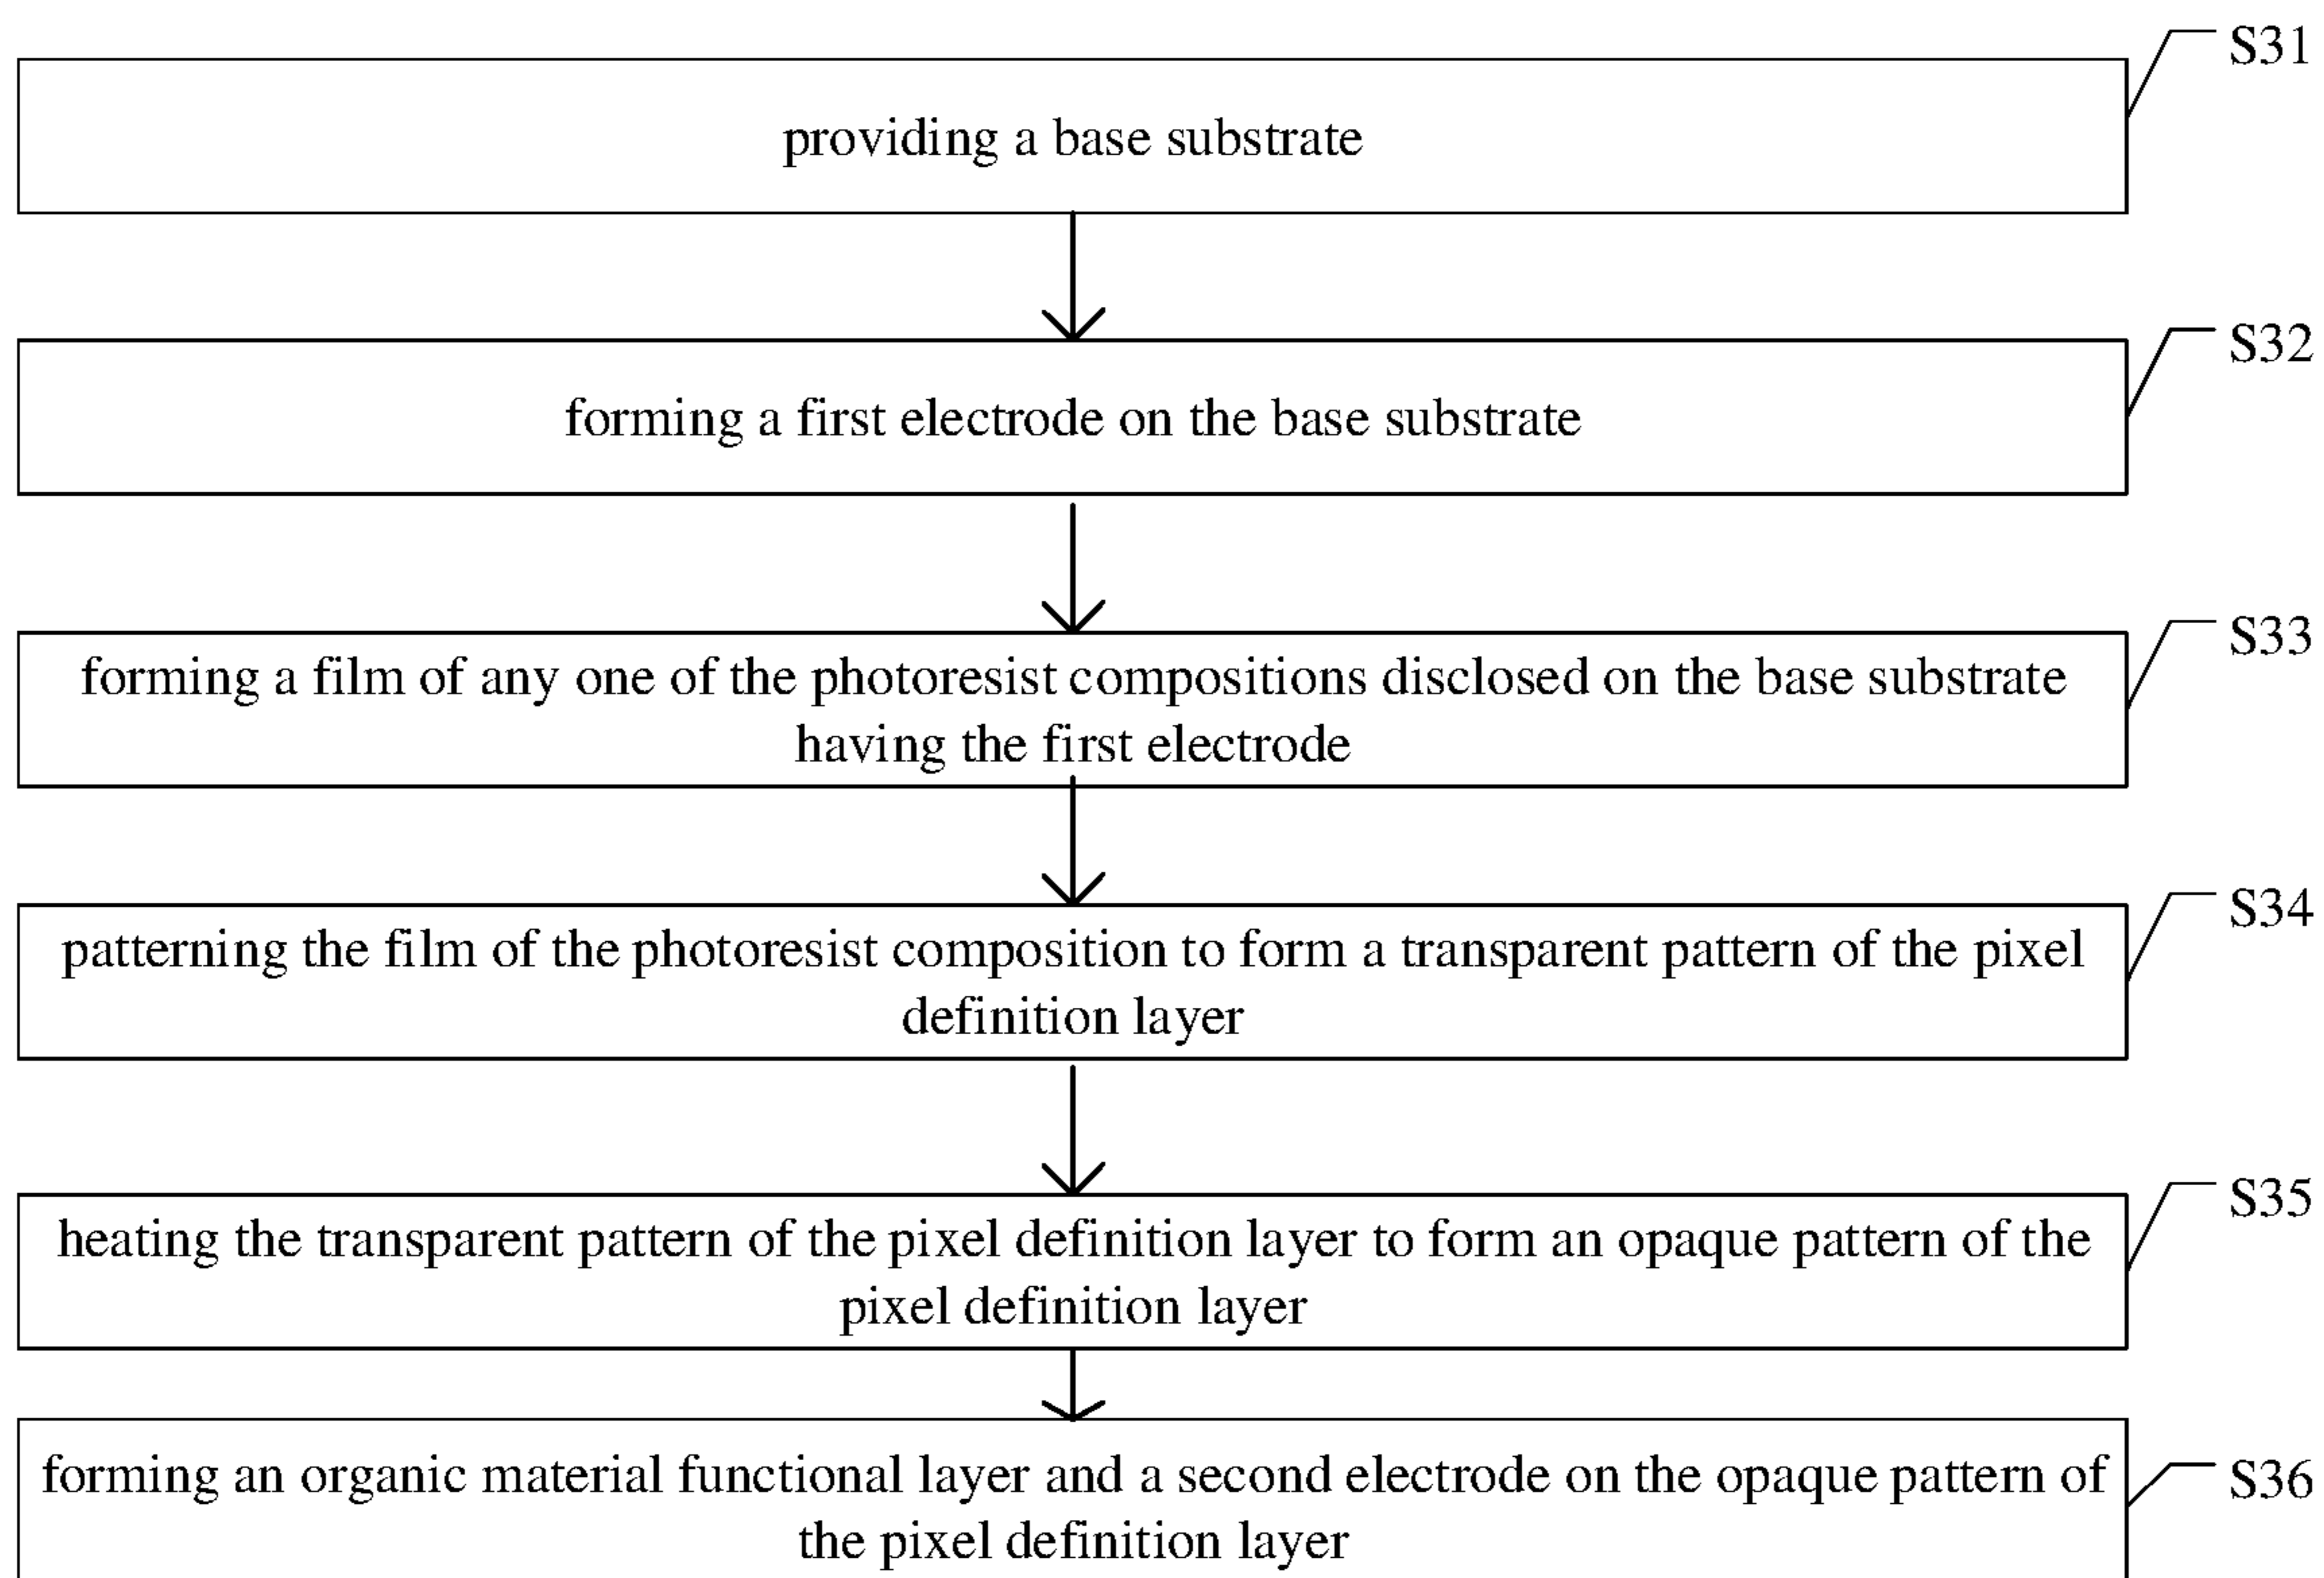 S31
providing a base substrate
S32
forming a first electrode on the base substrate
S33
forming a film of any one of the photoresist compositions disclosed on the base substrate
having the first electrode
S34
patterning the film of the photoresist composition to form a transparent pattern of the pixel
definition layer
S35
heating the transparent pattern of the pixel definition layer to form an opaque pattern of the
pixel definition layer
S36
forming an organic material functional layer and a second electrode on the opaque pattern of
the pixel definition layer